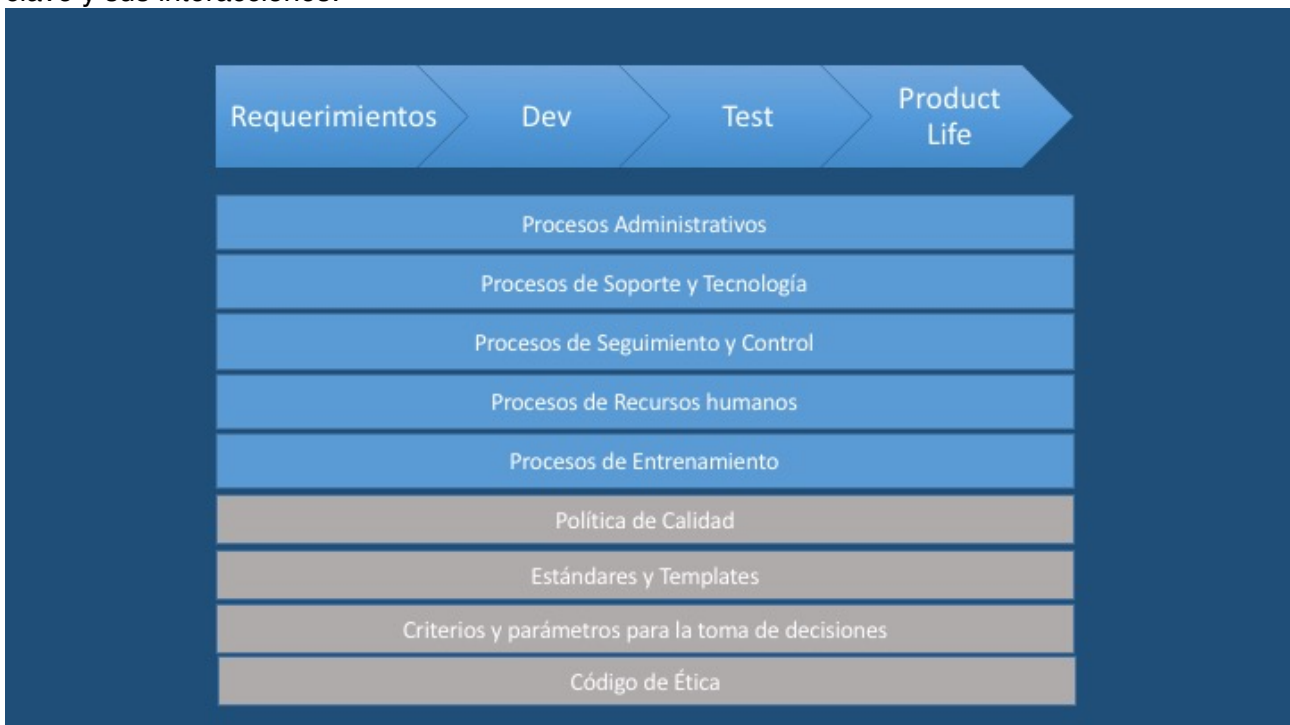 Requerimientos
Dev
Test
Product
Life
Procesos Administrativos
Procesos de Soporte y Tecnología
Procesos de Seguimiento y Control
Procesos de Recursos humanos
Procesos de Entrenamiento
Política de Calidad
Estándares y Templates
Criterios y parámetros para la toma de decisiones
Código de Ética